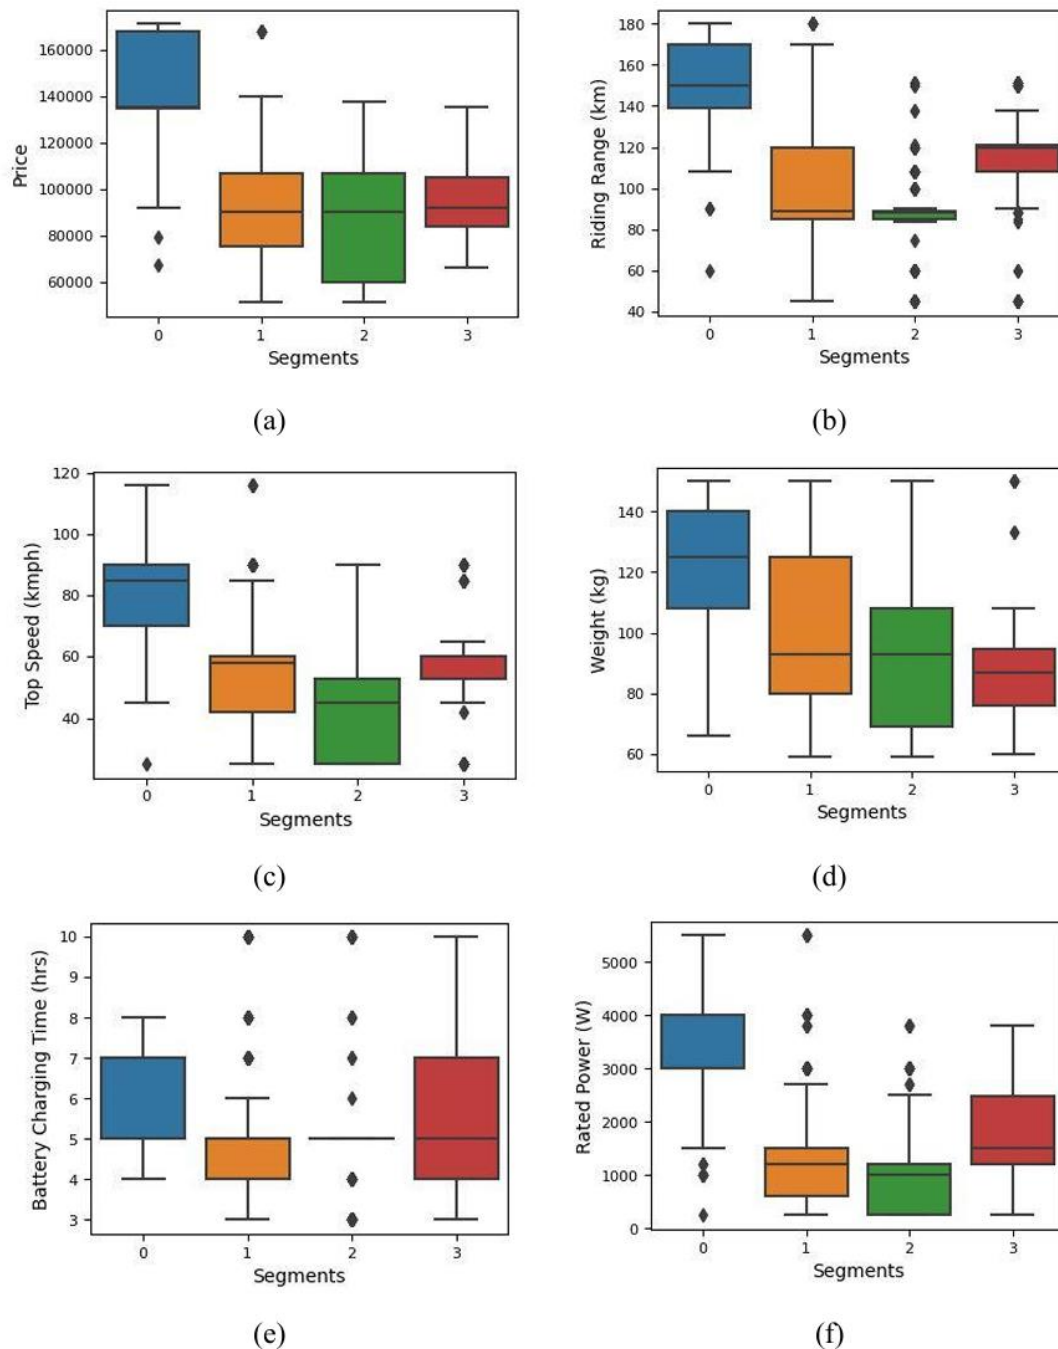 160000
140000
120000
100000
80000
60000
Price
0 1 2 3
Segments
(a)
180
160
140
120
100
80
60
40
Riding Range (km)
0 1 2 3
Segments
(b)
120
100
80
60
40
Top Speed (kmph)
0 1 2 3
Segments
(c)
140
120
100
80
60
Weight (kg)
0 1 2 3
Segments
(d)
10
9
8
7
6
5
4
3
Battery Charging Time (hrs)
0 1 2 3
Segments
(e)
5000
4000
3000
2000
1000
0
Rated Power (W)
0 1 2 3
Segments
(f)